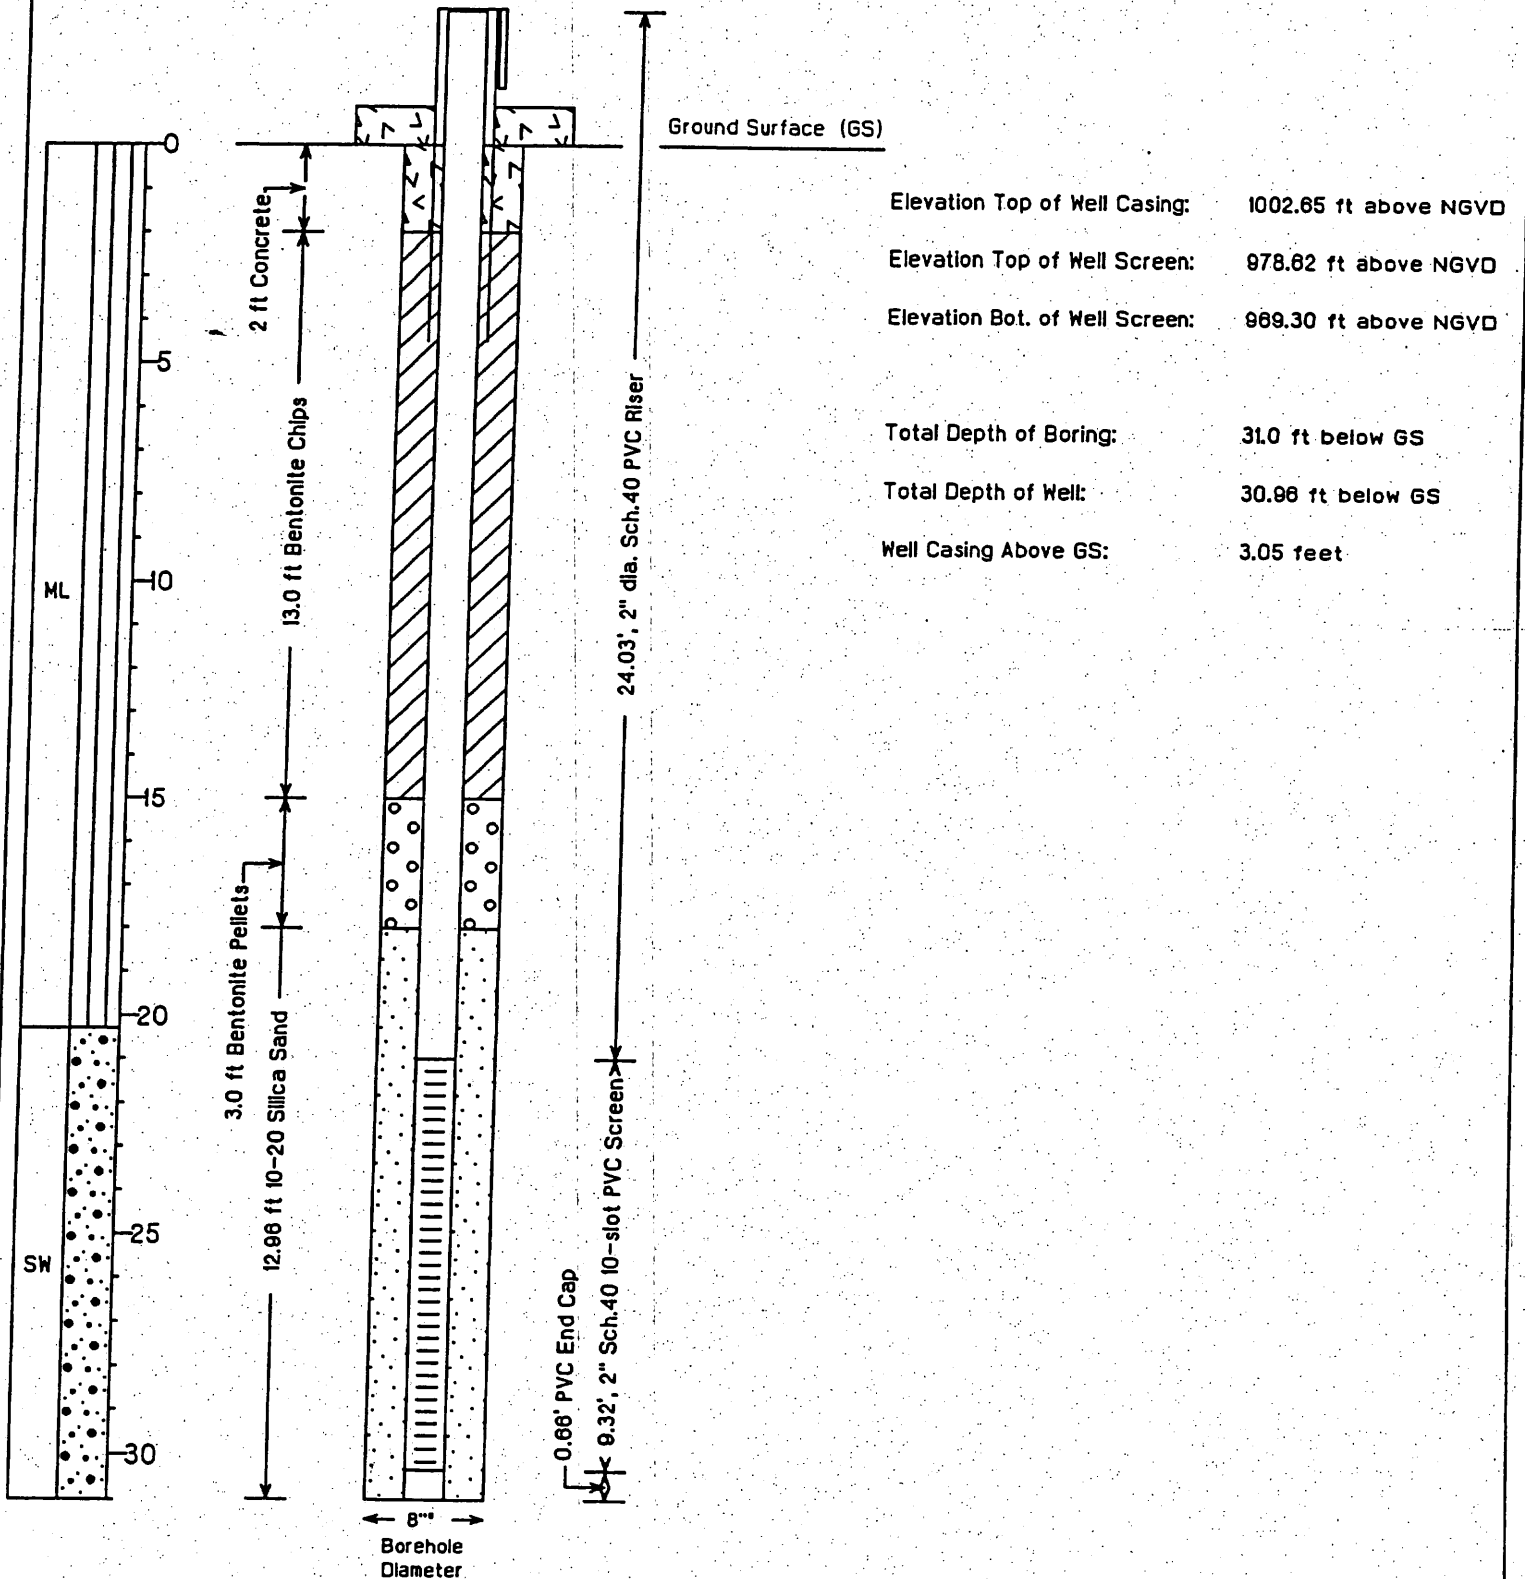 Ground Surface (GS)
Elevation Top of Well Casing: 1002.65 ft above NGVD
Elevation Top of Well Screen: 978.62 ft above NGVD
Elevation Bot. of Well Screen: 969.30 ft above NGVD
Total Depth of Boring: 31.0 ft below GS
Total Depth of Well: 30.96 ft below GS
Well Casing Above GS: 3.05 feet
0
5
10
15
20
25
30
ML
SW
2 ft Concrete
13.0 ft Bentonite Chips
3.0 ft Bentonite Pellets
12.96 ft 10-20 Silica Sand
24.03', 2" dia. Sch.40 PVC Riser
9.32', 2" Sch.40 10-slot PVC Screen
0.66' PVC End Cap
8""
Borehole
Diameter